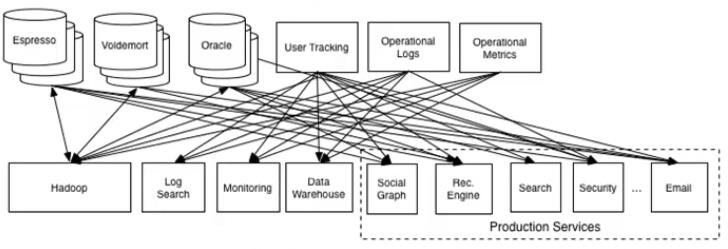 Espresso
Voldemort
Oracle
User Tracking
Operational
Logs
Operational
Metrics
Hadoop
Log
Search
Monitoring
Data
Warehouse
Social
Graph
Rec.
Engine
Search
Security
...
Email
Production Services